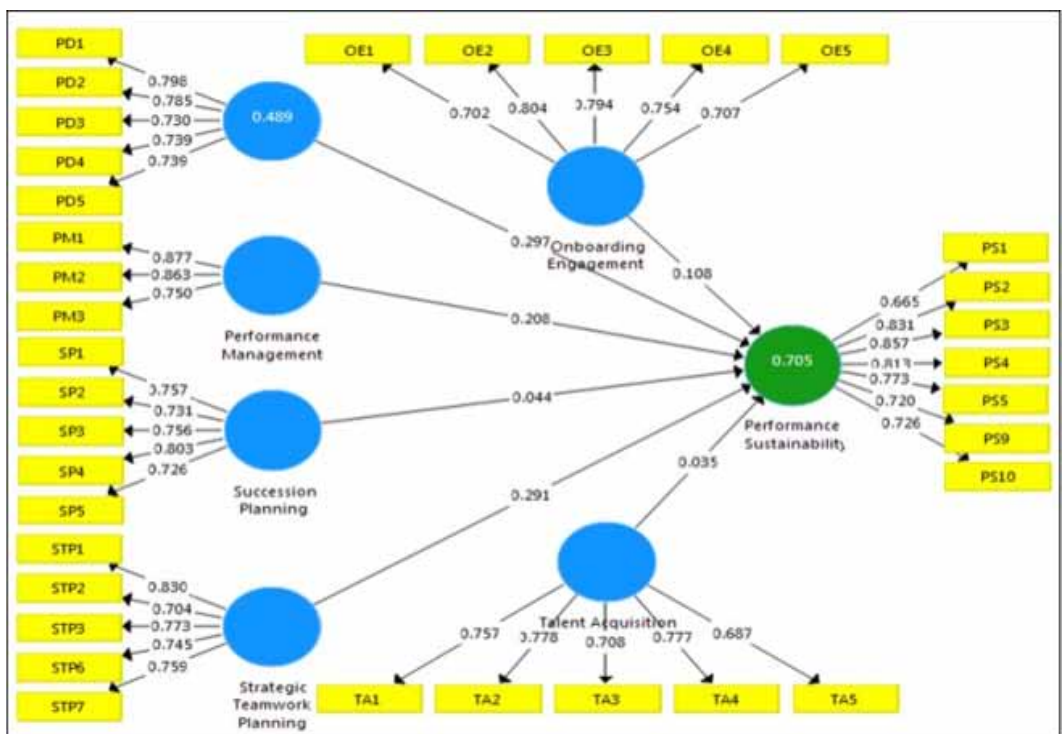 PD1
PD2
PD3
PD4
PD5
0.798
0.785
0.730
0.739
0.739
0.489
OE1
OE2
OE3
OE4
OE5
0.702
0.804
0.794
0.754
0.707
Onboarding
Engagement
0.297
0.108
PM1
PM2
PM3
0.877
0.863
0.750
Performance
Management
0.208
SP1
SP2
SP3
SP4
SP5
0.757
0.731
0.756
0.803
0.726
Succession
Planning
0.044
STP1
STP2
STP3
STP6
STP7
0.830
0.704
0.773
0.745
0.759
Strategic
Teamwork
Planning
0.291
0.705
Performance
Sustainability
0.665
0.831
0.857
0.813
0.773
0.720
0.726
PS1
PS2
PS3
PS4
PS5
PS9
PS10
0.035
Talent Acquisition
0.757
0.778
0.708
0.777
0.687
TA1
TA2
TA3
TA4
TA5